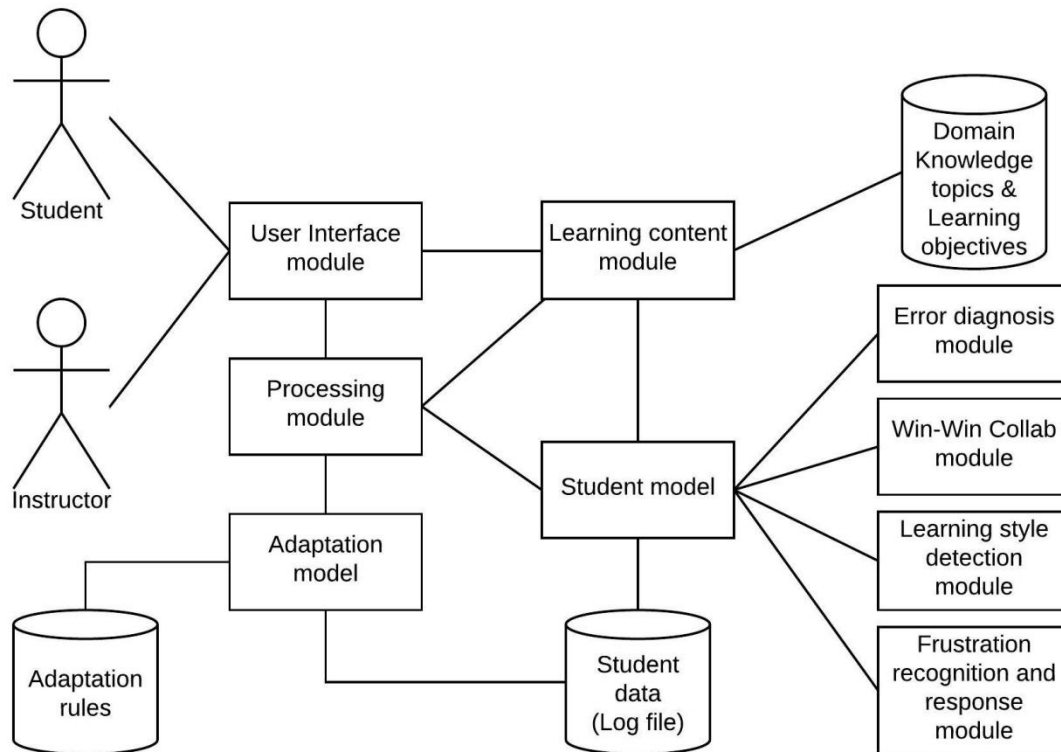 Student
Instructor
User Interface
module
Learning content
module
Domain
Knowledge
topics &
Learning
objectives
Processing
module
Error diagnosis
module
Win-Win Collab
module
Student model
Adaptation
model
Learning style
detection
module
Adaptation
rules
Student
data
(Log file)
Frustration
recognition and
response
module